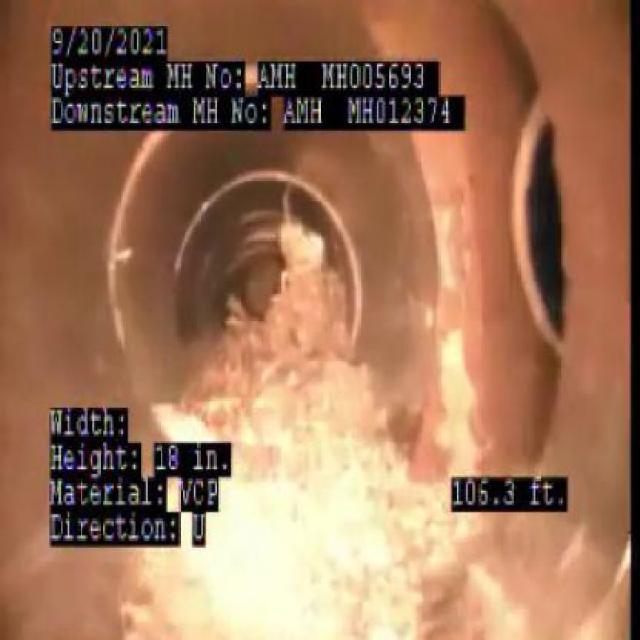 9/20/2021
Upstream MH No: AMH MH005693
Downstream MH No: AMH MH012374
Width:
Height: 18 in.
Material: VCP
106.3 ft.
Direction: U